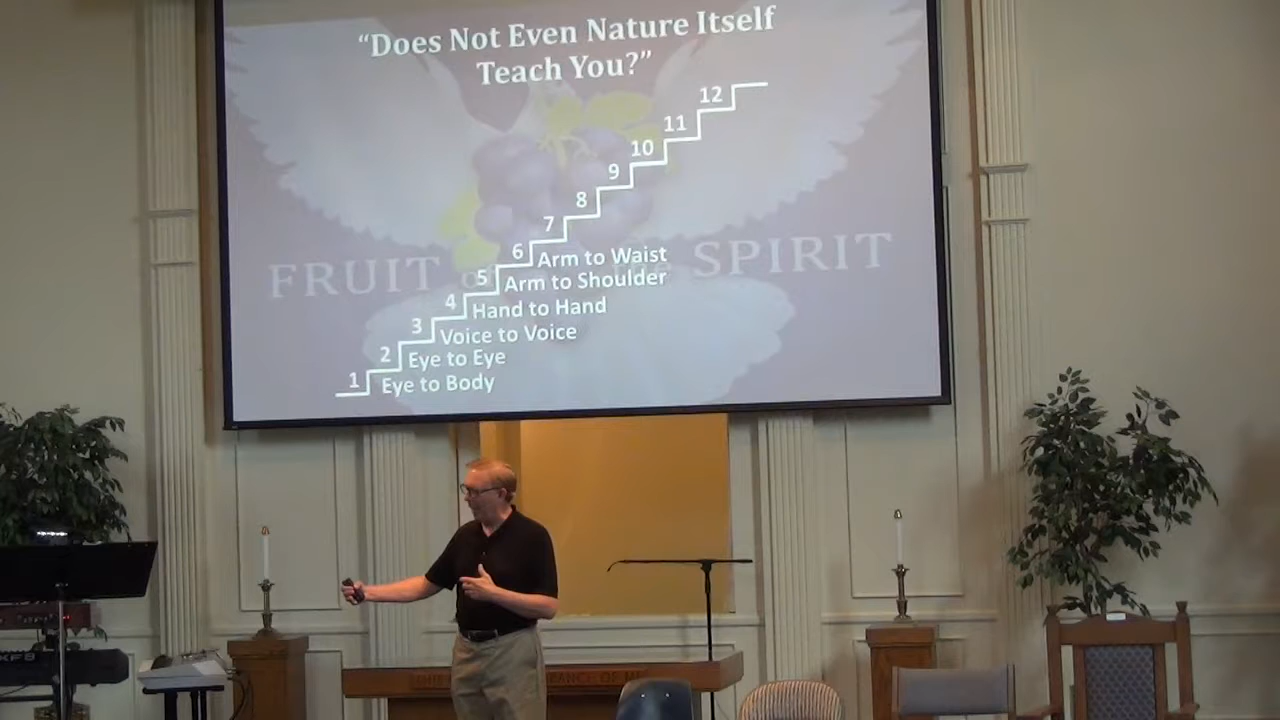 “Does Not Even Nature Itself
Teach You?”
12
11
10
9
8
7
6 Arm to Waist
5 Arm to Shoulder
4 Hand to Hand
3 Voice to Voice
2 Eye to Eye
1 Eye to Body
FRUIT of the SPIRIT